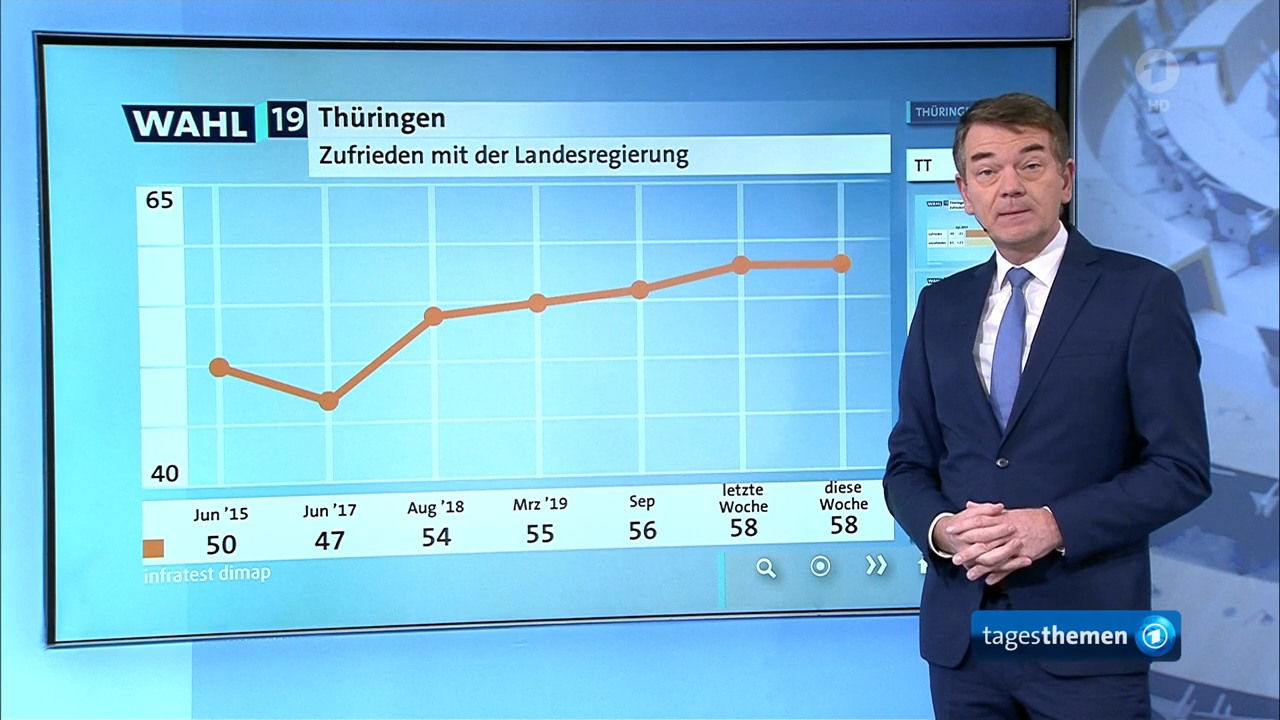 WAHL 19
Thüringen
Zufrieden mit der Landesregierung
65
40
Jun ’15
Jun ’17
Aug ’18
Mrz ’19
Sep
letzte
Woche
diese
Woche
50
47
54
55
56
58
58
infratest dimap
TT
HD
tagesthemen